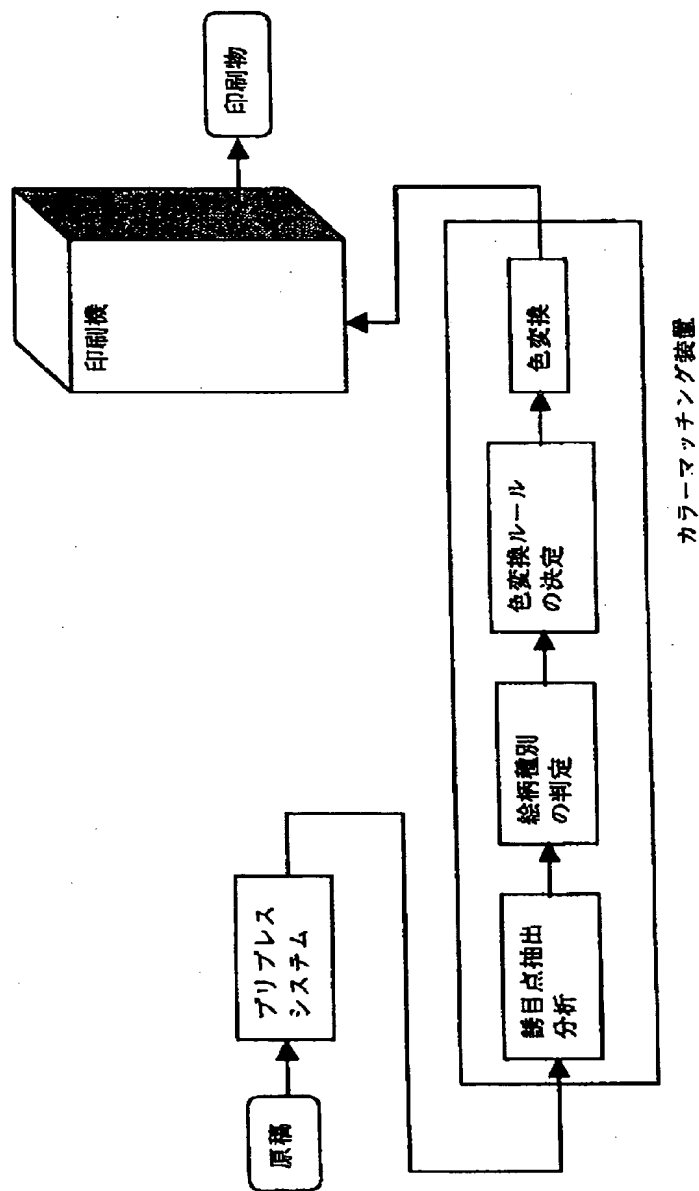 原稿
プリプレス
システム
誘目点抽出
分析
絵柄種別
の判定
色変換ルール
の決定
色変換
カラーマッチング装置
印刷機
印刷物